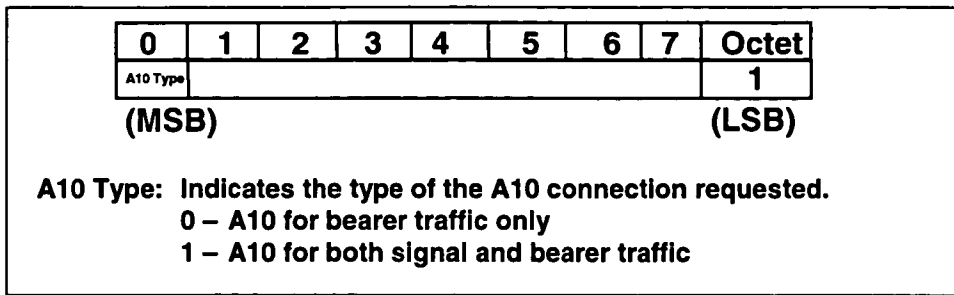 0 1 2 3 4 5 6 7 Octet
A10 Type 1
(MSB) (LSB)
A10 Type: Indicates the type of the A10 connection requested.
0 – A10 for bearer traffic only
1 – A10 for both signal and bearer traffic